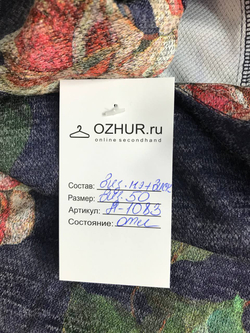 OZHUR.ru
online secondhand
Состав:
Размер: 50
Артикул: А-1083
Состояние: отл